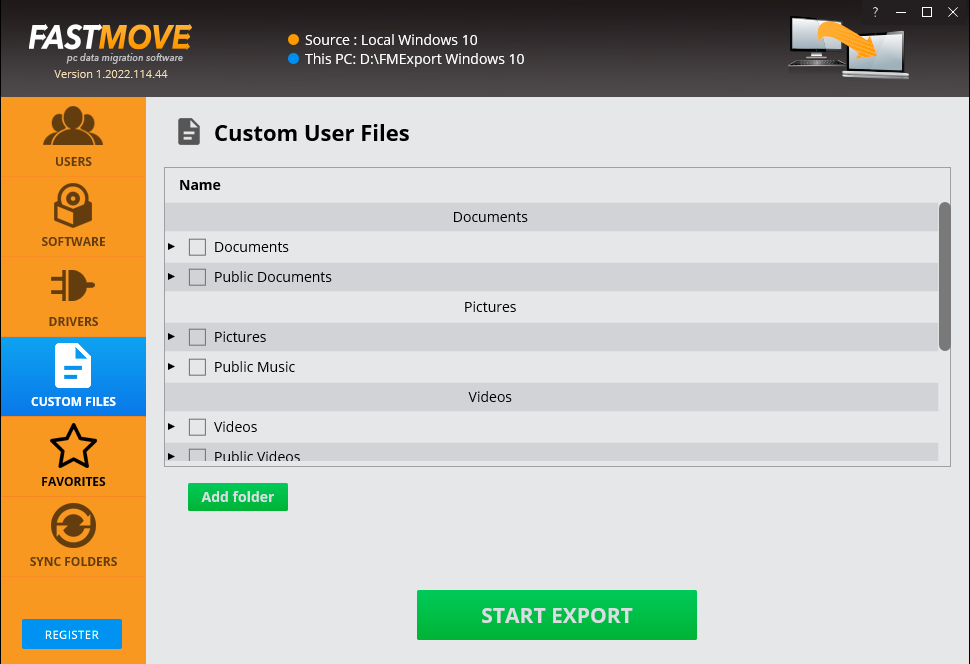 FASTMOVE
pc data migration software
Version 1.2022.114.44
Source : Local Windows 10
This PC: D:\FMExport Windows 10
?
USERS
SOFTWARE
DRIVERS
CUSTOM FILES
FAVORITES
SYNC FOLDERS
REGISTER
Custom User Files
Name
Documents
Documents
Public Documents
Pictures
Pictures
Public Music
Videos
Videos
Public Videos
Add folder
START EXPORT